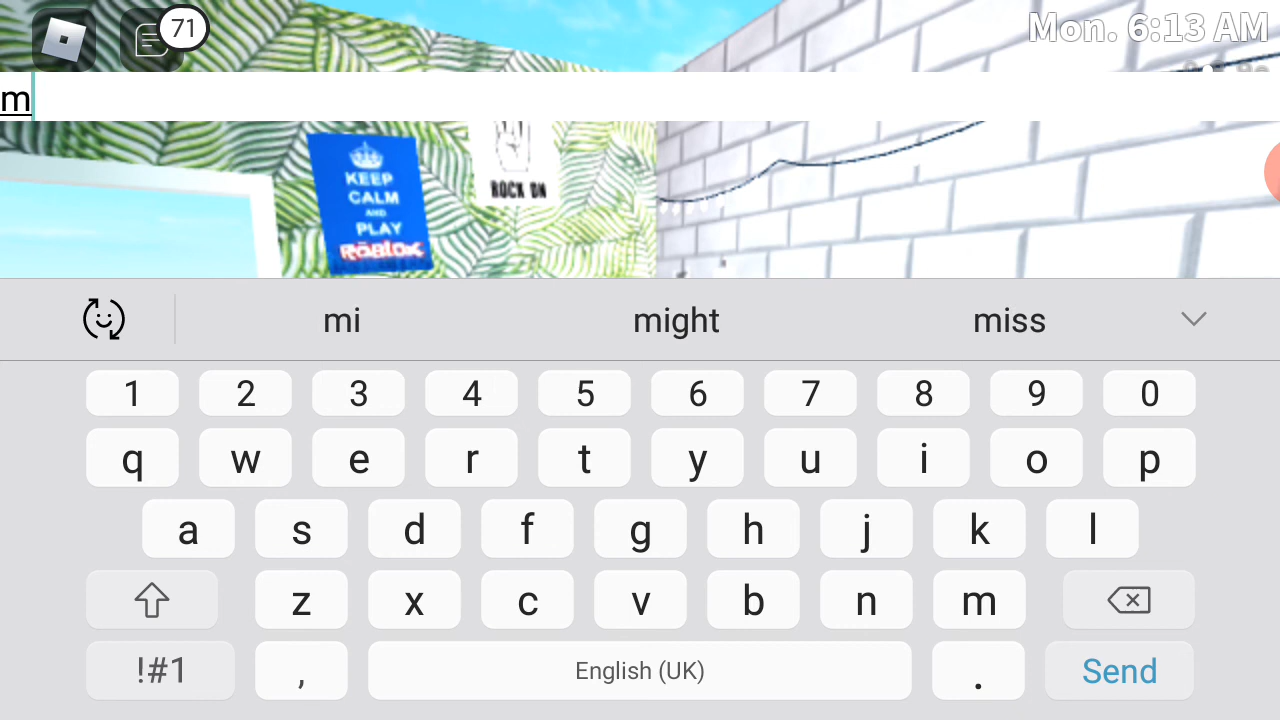 71
Mon. 6:13 AM
m
KEEP
CALM
AND
PLAY
ROBLOX
ROCK ON
mi might miss
1 2 3 4 5 6 7 8 9 0
q w e r t y u i o p
a s d f g h j k l
z x c v b n m
!#1 , English (UK) . Send